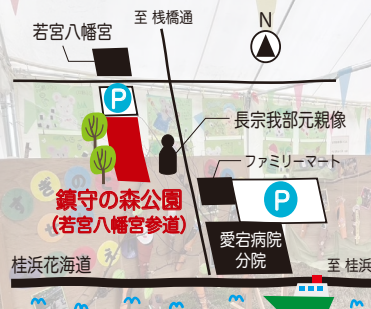 至 桟橋通
N
若宮八幡宮
P
長宗我部元親像
ファミリーマート
P
鎮守の森公園
(若宮八幡宮参道)
愛宕病院
分院
桂浜花海道
至 桂浜